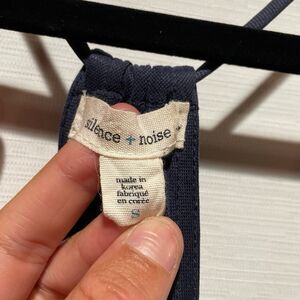 silence + noise
made in
korea
fabriqué
en corée
S